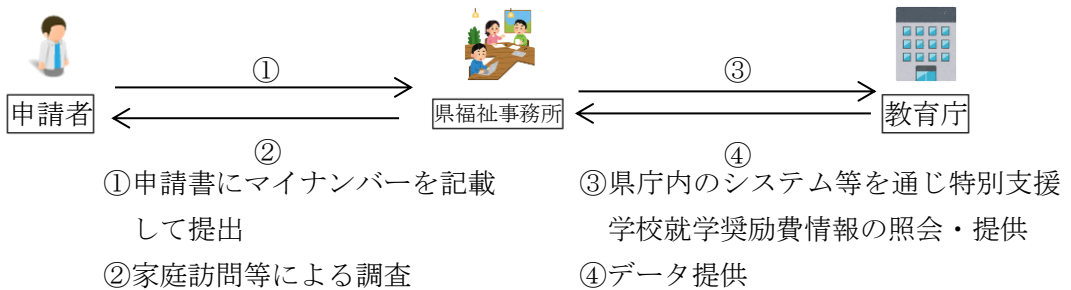 ①
③
申請者
県福祉事務所
教育庁
②
④
①申請書にマイナンバーを記載
して提出
②家庭訪問等による調査
③県庁内のシステム等を通じ特別支援
学校就学奨励費情報の照会・提供
④データ提供